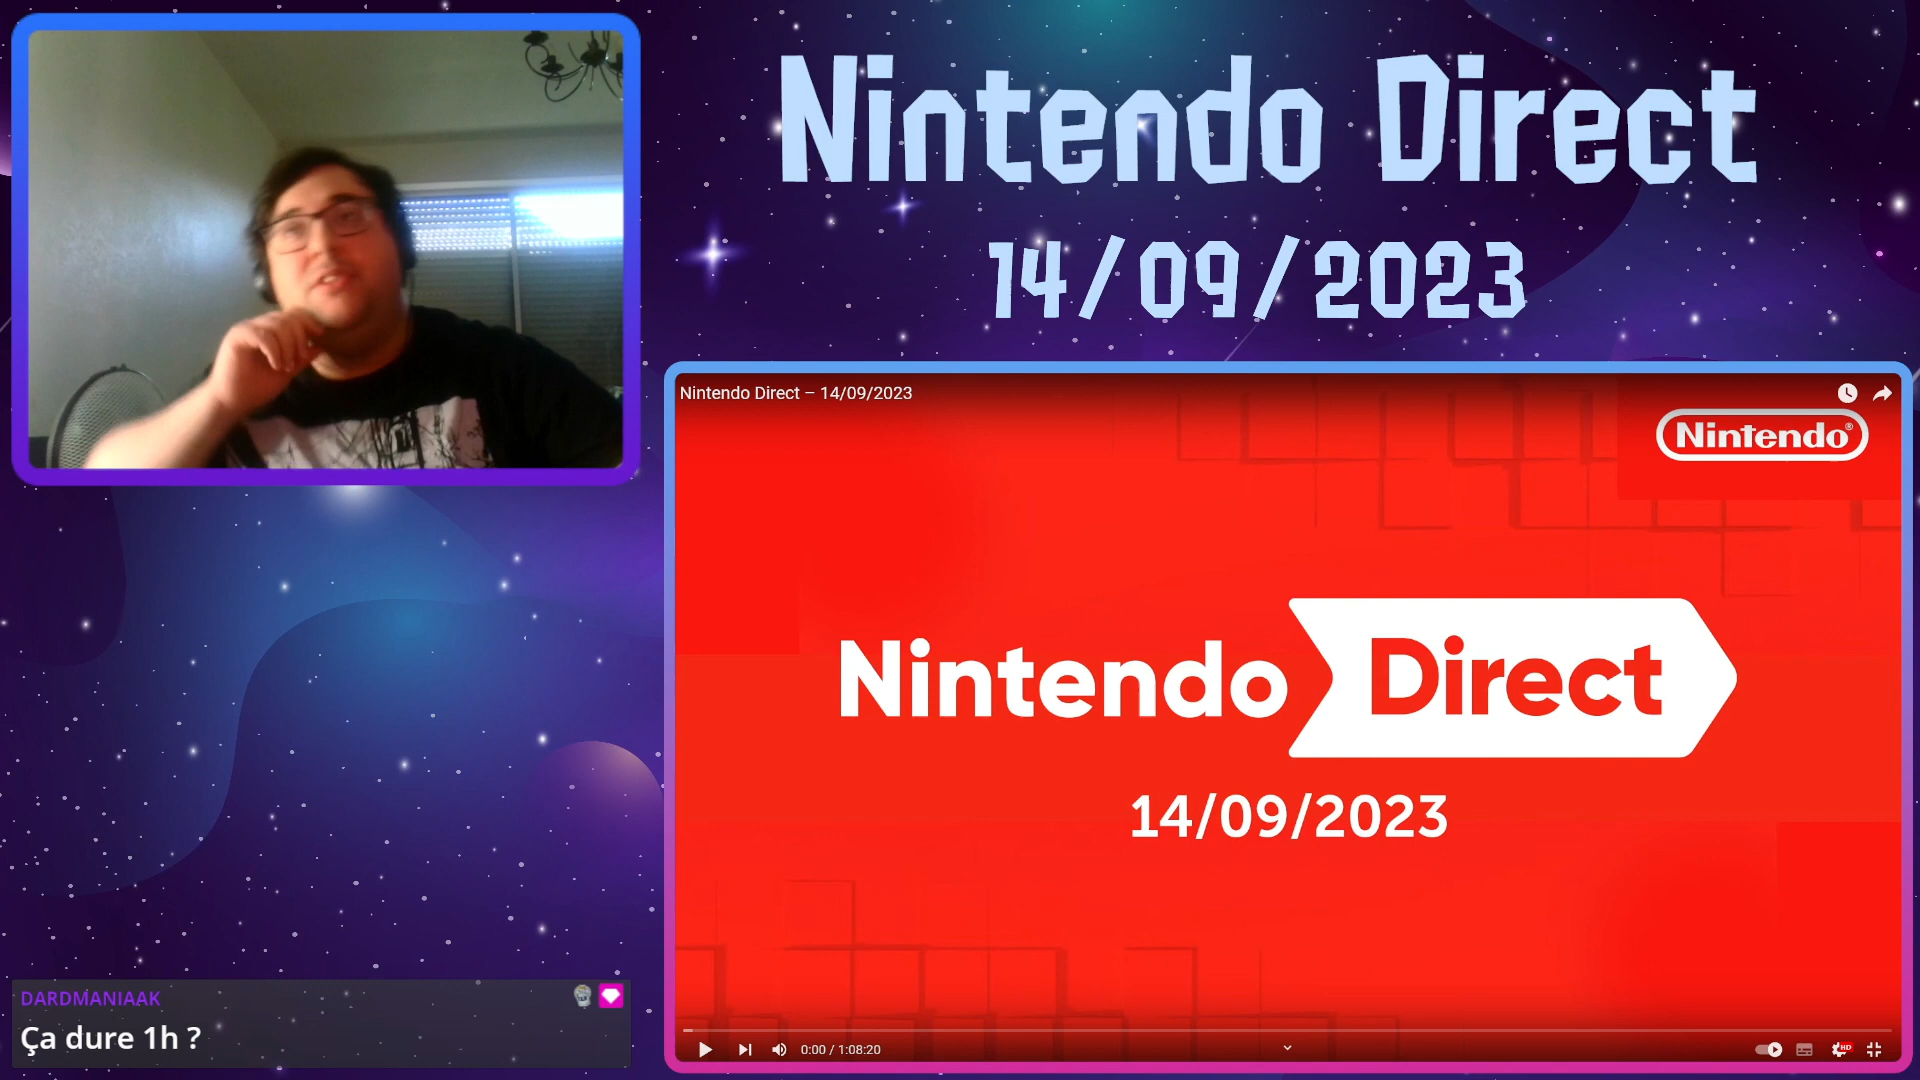 Nintendo Direct
14/09/2023
Nintendo Direct – 14/09/2023
Nintendo®
Nintendo Direct
14/09/2023
DARDMANIAAK
Ça dure 1h ?
0:00 / 1:08:20
HD